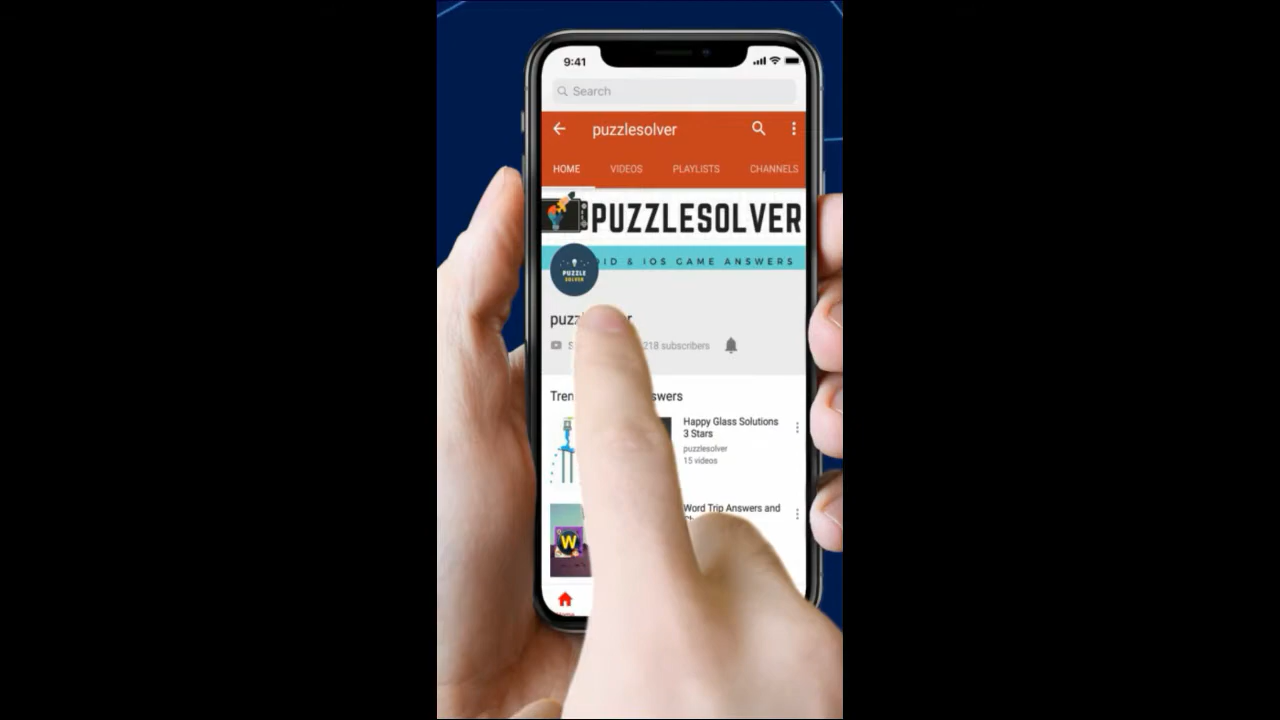 9:41
Search
puzzlesolver
HOME VIDEOS PLAYLISTS CHANNELS
PUZZLESOLVER
& IOS GAME ANSWERS
PUZZLE
SOLVER
218 subscribers
Happy Glass Solutions
3 Stars
puzzlesolver
15 videos
Word Trip Answers and
W